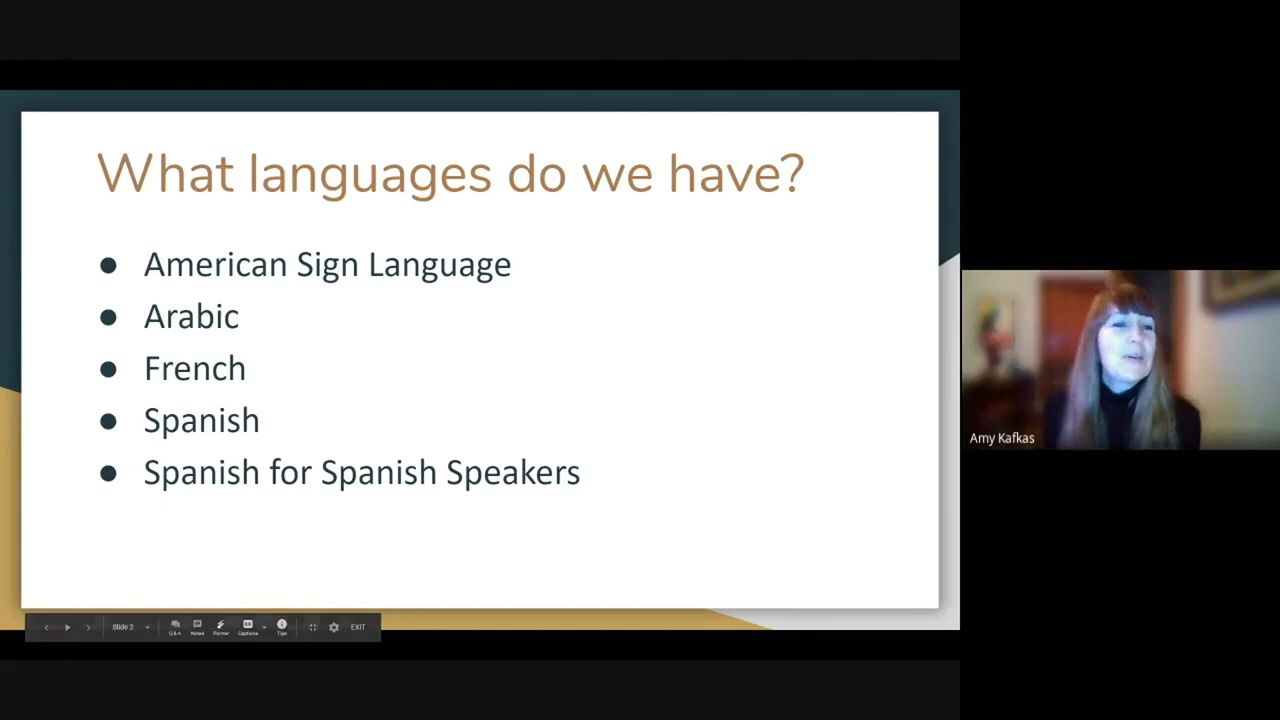 What languages do we have?
● American Sign Language
● Arabic
● French
● Spanish
● Spanish for Spanish Speakers
Amy Kafkas
Slide 2
Q&A Notes Pointer Captions Tips EXIT